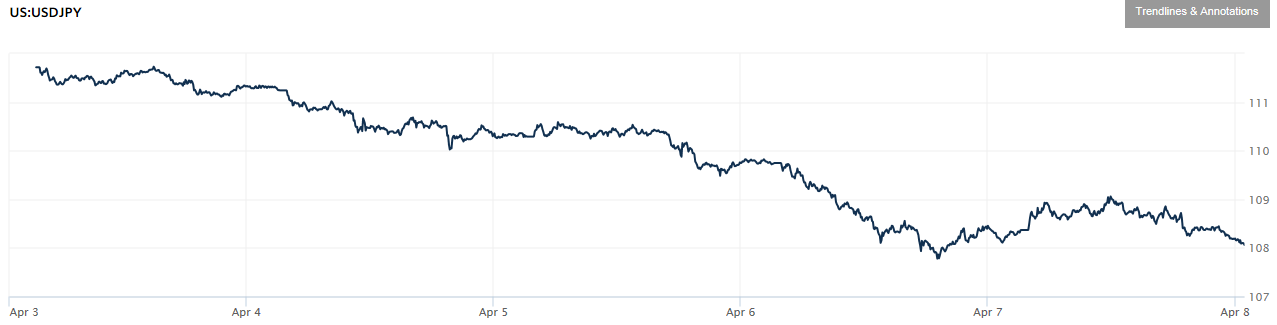 US:USDJPY
Trendlines & Annotations
111
110
109
108
107
Apr 3
Apr 4
Apr 5
Apr 6
Apr 7
Apr 8